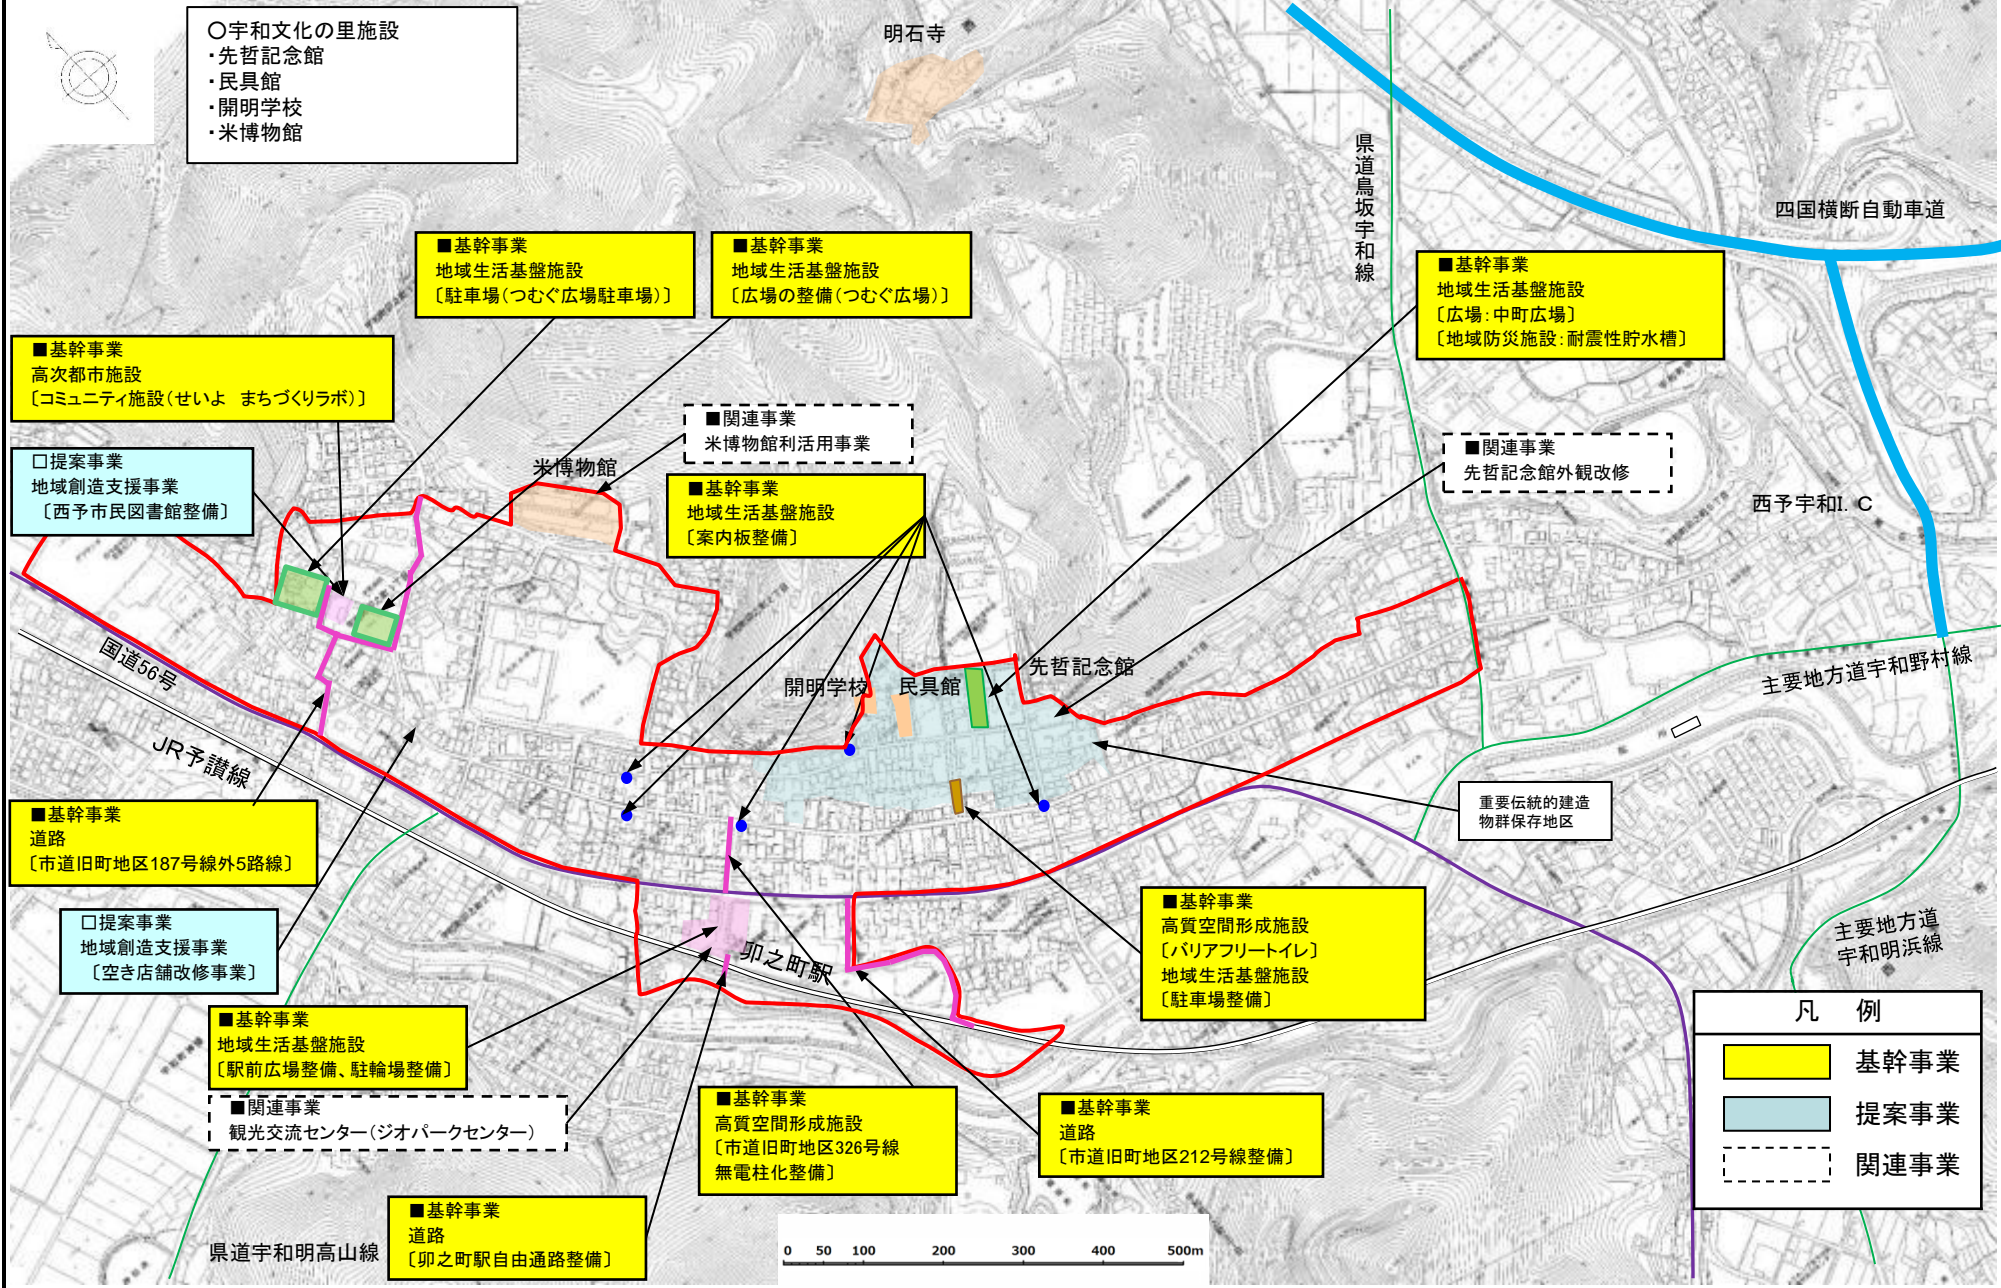 〇宇和文化の里施設
・先哲記念館
・民具館
・開明学校
・米博物館
明石寺
県道鳥坂宇和線
四国横断自動車道
■基幹事業
地域生活基盤施設
〔駐車場(つむぐ広場駐車場)〕
■基幹事業
地域生活基盤施設
〔広場の整備(つむぐ広場)〕
■基幹事業
地域生活基盤施設
〔広場:中町広場〕
〔地域防災施設:耐震性貯水槽〕
■基幹事業
高次都市施設
〔コミュニティ施設(せいよ　まちづくりラボ)〕
■関連事業
米博物館利活用事業
■関連事業
先哲記念館外観改修
□提案事業
地域創造支援事業
〔西予市民図書館整備〕
米博物館
■基幹事業
地域生活基盤施設
〔案内板整備〕
西予宇和I.C
国道56号
開明学校
民具館
先哲記念館
主要地方道宇和野村線
JR予讃線
■基幹事業
道路
〔市道旧町地区187号線外5路線〕
重要伝統的建造
物群保存地区
□提案事業
地域創造支援事業
〔空き店舗改修事業〕
卯之町駅
■基幹事業
高質空間形成施設
〔バリアフリートイレ〕
地域生活基盤施設
〔駐車場整備〕
主要地方道
宇和明浜線
■基幹事業
地域生活基盤施設
〔駅前広場整備、駐輪場整備〕
■関連事業
観光交流センター(ジオパークセンター)
■基幹事業
高質空間形成施設
〔市道旧町地区326号線
無電柱化整備〕
■基幹事業
道路
〔市道旧町地区212号線整備〕
■基幹事業
道路
〔卯之町駅自由通路整備〕
県道宇和明高山線
0 50 100 200 300 400 500m
凡　例
基幹事業
提案事業
関連事業